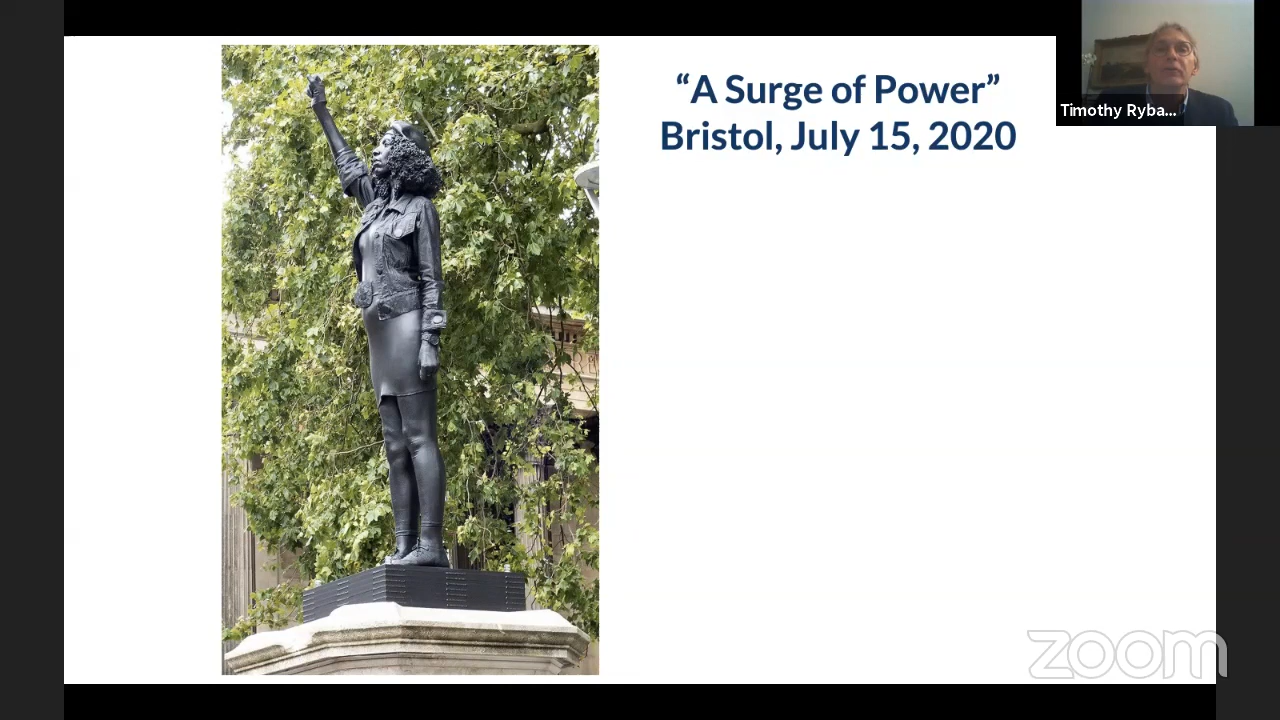 “A Surge of Power”
Bristol, July 15, 2020
Timothy Ryba...
zoom